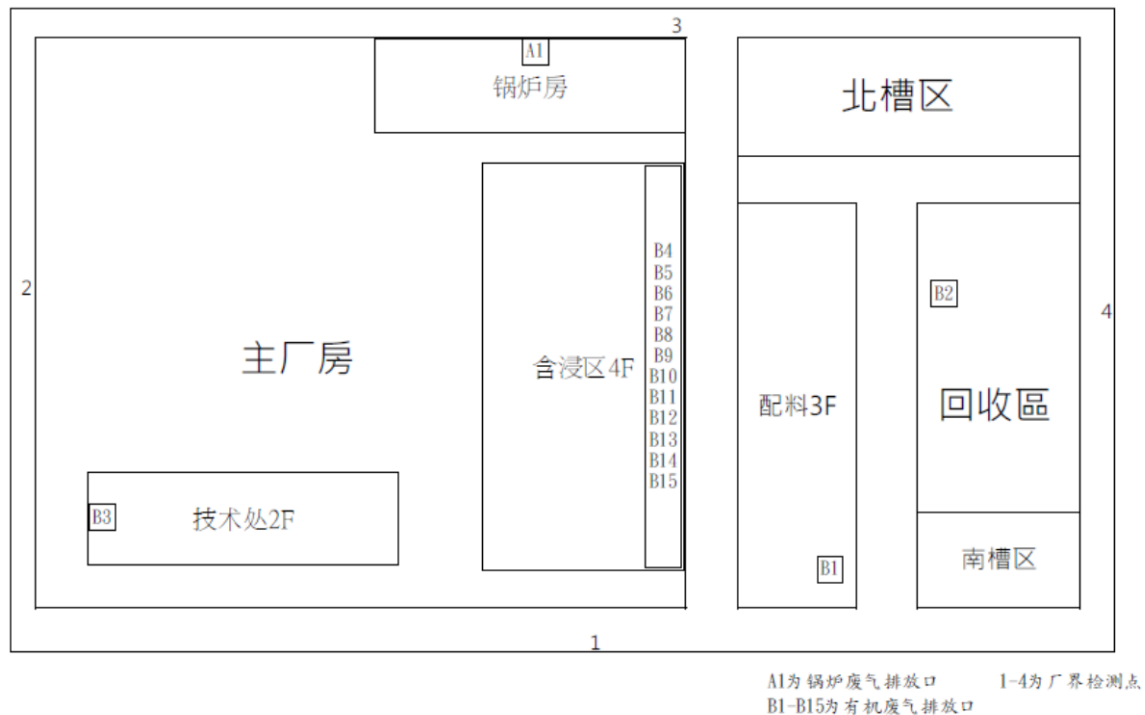 3
A1
锅炉房
北槽区
B4
B5
B6
B7
B8
B9
B10
B11
B12
B13
B14
B15
2
B2
4
主厂房
含浸区4F
配料3F
回收區
B3
技术处2F
B1
南槽区
1
A1为锅炉废气排放口 1-4为厂界检测点
B1-B15为有机废气排放口